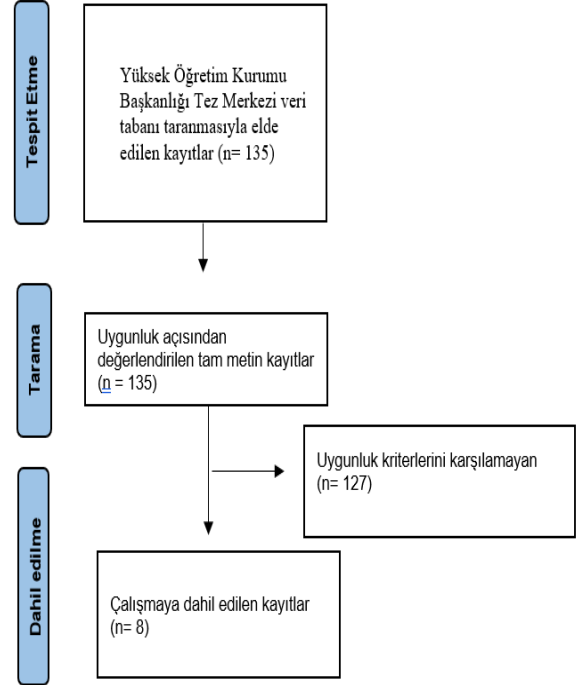 Tespit Etme
Yüksek Öğretim Kurumu
Başkanlığı Tez Merkezi veri
tabanı taranmasıyla elde
edilen kayıtlar (n= 135)
Tarama
Uygunluk açısından
değerlendirilen tam metin kayıtlar
(n = 135)
Uygunluk kriterlerini karşılamayan
(n= 127)
Dahil edilme
Çalışmaya dahil edilen kayıtlar
(n= 8)